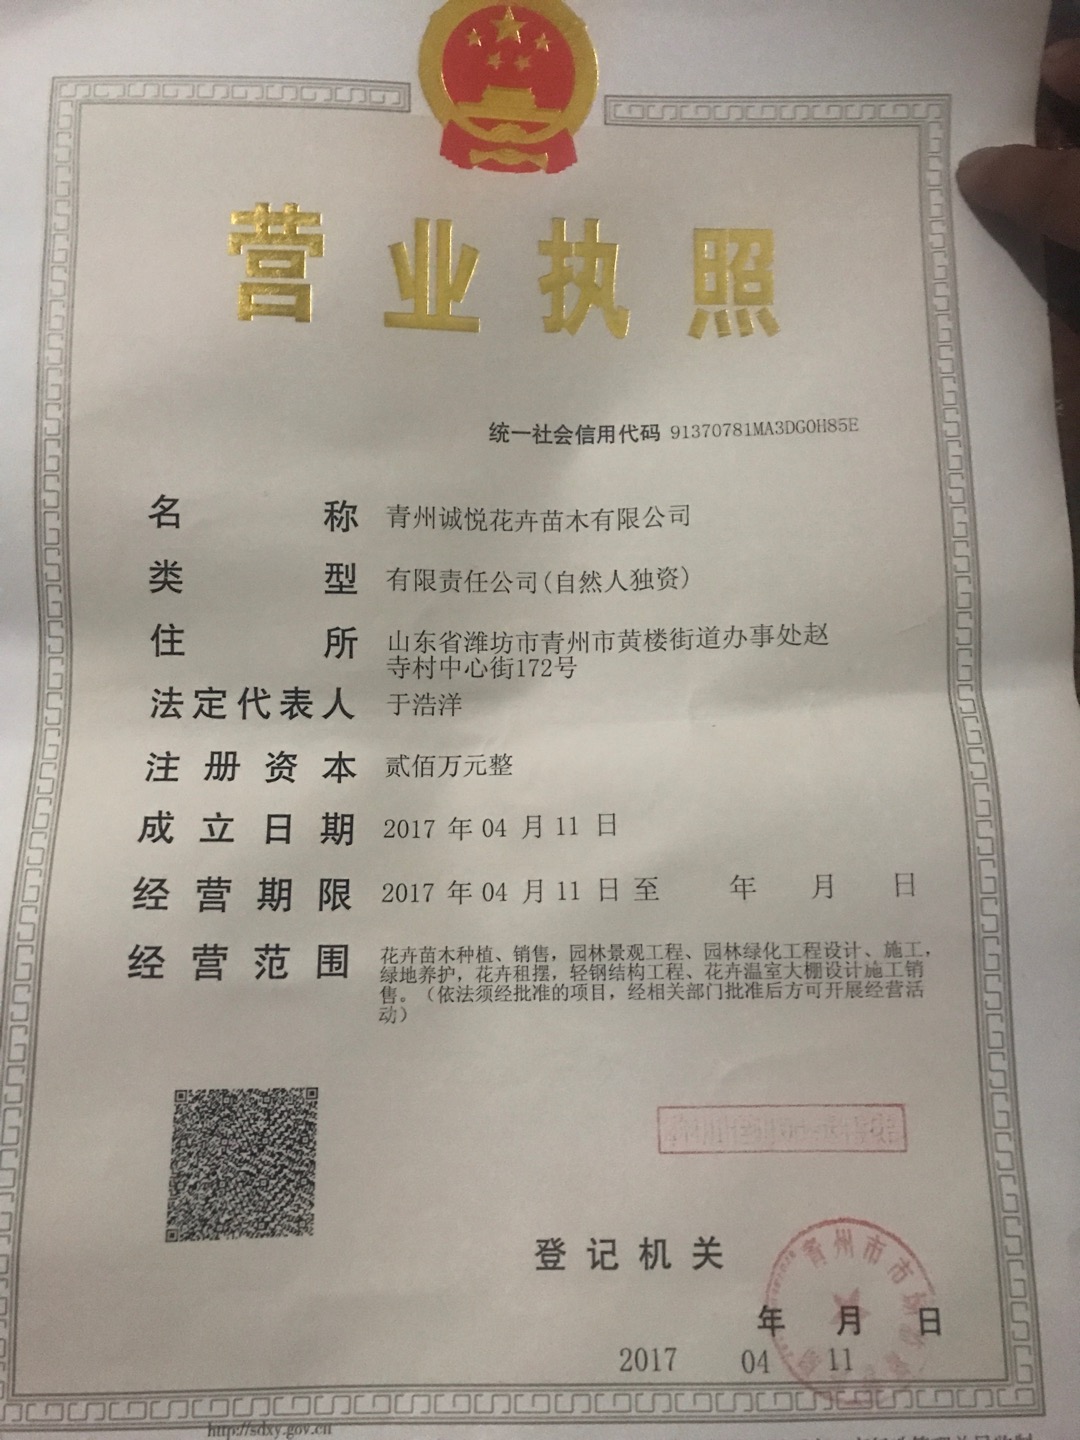 营业执照
统一社会信用代码 91370781MA3DG0H85E
名称 青州诚悦花卉苗木有限公司
类型 有限责任公司(自然人独资)
住所 山东省潍坊市青州市黄楼街道办事处赵
寺村中心街172号
法定代表人 于浩洋
注册资本 贰佰万元整
成立日期 2017 年 04 月 11 日
经营期限 2017 年 04 月 11 日 至 年 月 日
经营范围 花卉苗木种植、销售，园林景观工程、园林绿化工程设计、施工，
绿地养护，花卉租摆，轻钢结构工程、花卉温室大棚设计施工销
售。（依法须经批准的项目，经相关部门批准后方可开展经营活
动）
登记机关
青州市市场
年 月 日
2017 04 11
http://sdxy.gov.cn